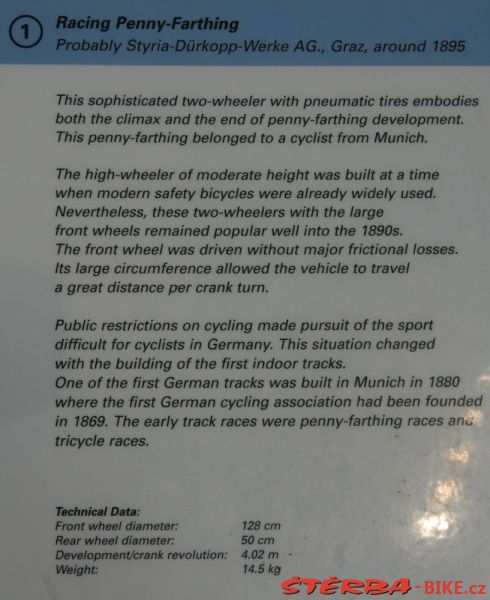 1 Racing Penny-Farthing
Probably Styria-Dürkopp-Werke AG., Graz, around 1895
This sophisticated two-wheeler with pneumatic tires embodies
both the climax and the end of penny-farthing development.
This penny-farthing belonged to a cyclist from Munich.
The high-wheeler of moderate height was built at a time
when modern safety bicycles were already widely used.
Nevertheless, these two-wheelers with the large
front wheels remained popular well into the 1890s.
The front wheel was driven without major frictional losses.
Its large circumference allowed the vehicle to travel
a great distance per crank turn.
Public restrictions on cycling made pursuit of the sport
difficult for cyclists in Germany. This situation changed
with the building of the first indoor tracks.
One of the first German tracks was built in Munich in 1880
where the first German cycling association had been founded
in 1869. The early track races were penny-farthing races and
tricycle races.
Technical Data:
Front wheel diameter: 128 cm
Rear wheel diameter: 50 cm
Development/crank revolution: 4.02 m
Weight: 14.5 kg
ŠTĚRBA-BIKE.cz